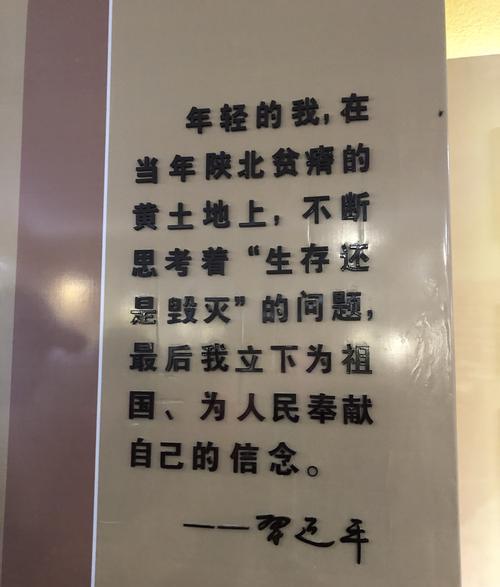 年轻的我,在
当年陕北贫瘠的
黄土地上，不断
思考着“生存还
是毁灭”的问题,
最后我立下为祖
国、为人民奉献
自己的信念。
——习近平